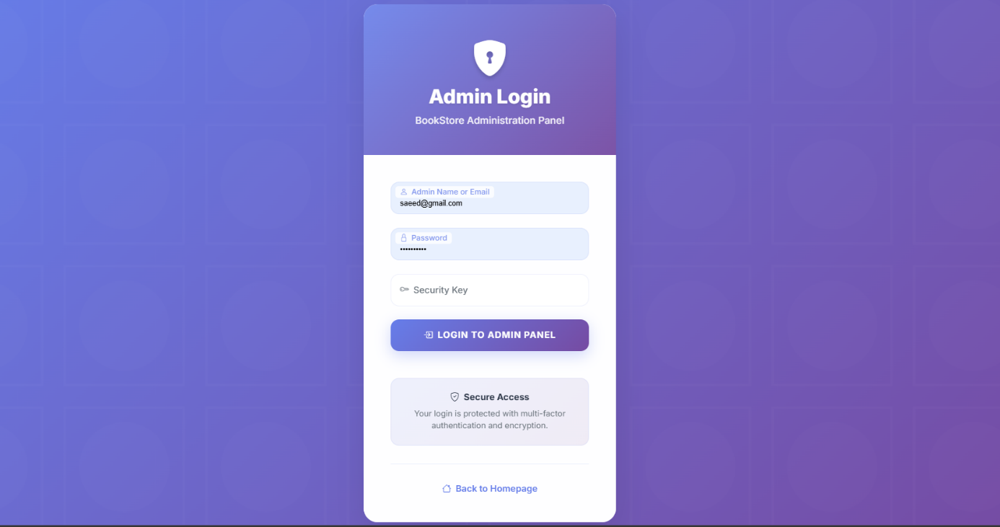 Admin Login
BookStore Administration Panel
Admin Name or Email
saeed@gmail.com
Password
••••••••••
Security Key
LOGIN TO ADMIN PANEL
Secure Access
Your login is protected with multi-factor
authentication and encryption.
Back to Homepage